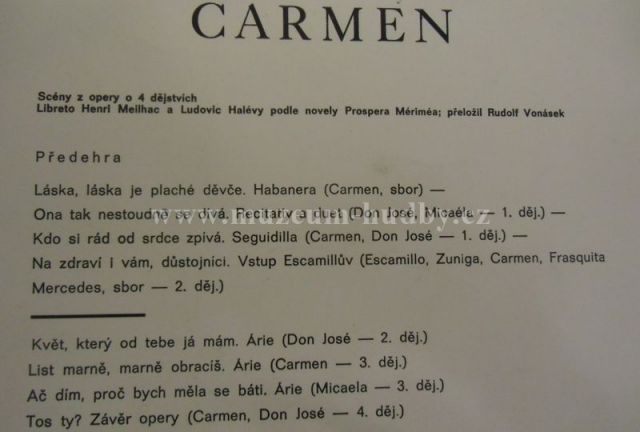 CARMEN
Scény z opery o 4 dějstvích
Libreto Henri Meilhac a Ludovic Halévy podle novely Prospera Mériméa; přeložil Rudolf Vonásek
Předehra
Láska, láska je plaché děvče. Habanera (Carmen, sbor) —
Ona tak nestoudně se dívá. Recitativ a duet (Don José, Micaéla — 1. děj.) —
www.muzeum-hudby.cz
Kdo si rád od srdce zpívá. Seguidilla (Carmen, Don José — 1. děj.) —
Na zdraví i vám, důstojníci. Vstup Escamillův (Escamillo, Zuniga, Carmen, Frasquita
Mercedes, sbor — 2. děj.)
Květ, který od tebe já mám. Árie (Don José — 2. děj.)
List marně, marně obracíš. Árie (Carmen — 3. děj.)
Ač dím, proč bych měla se báti. Árie (Micaela — 3. děj.)
Tos ty? Závěr opery (Carmen, Don José — 4. děj.)